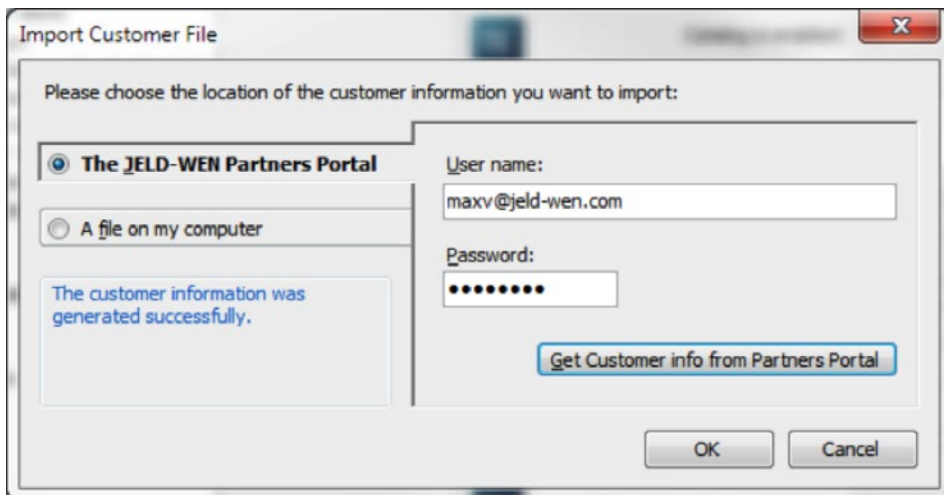 Import Customer File
Please choose the location of the customer information you want to import:
The JELD-WEN Partners Portal
A file on my computer
The customer information was
generated successfully.
User name:
maxv@jeld-wen.com
Password:
••••••••
Get Customer info from Partners Portal
OK
Cancel